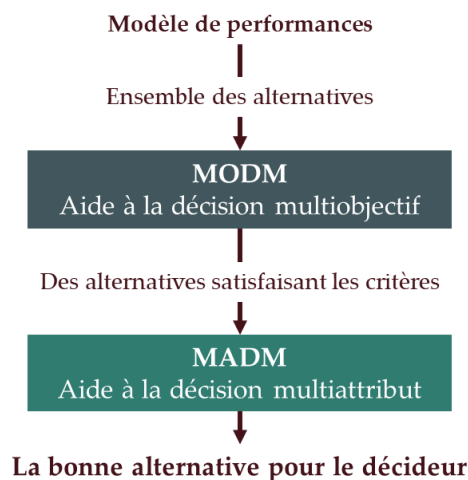 Modèle de performances
Ensemble des alternatives
MODM
Aide à la décision multiobjectif
Des alternatives satisfaisant les critères
MADM
Aide à la décision multiattribut
La bonne alternative pour le décideur